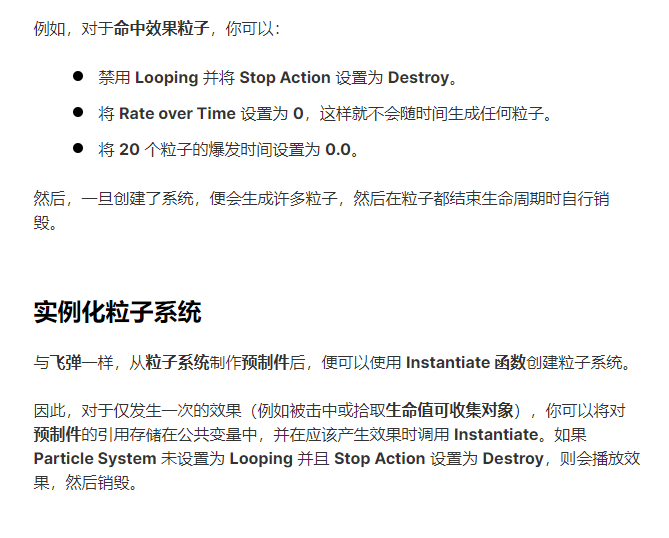 例如，对于命中效果粒子，你可以：
● 禁用 Looping 并将 Stop Action 设置为 Destroy。
● 将 Rate over Time 设置为 0，这样就不会随时间生成任何粒子。
● 将 20 个粒子的爆发时间设置为 0.0。
然后，一旦创建了系统，便会生成许多粒子，然后在粒子都结束生命周期时自行销
毁。
实例化粒子系统
与飞弹一样，从粒子系统制作预制件后，便可以使用 Instantiate 函数创建粒子系统。
因此，对于仅发生一次的效果（例如被击中或拾取生命值可收集对象），你可以将对
预制件的引用存储在公共变量中，并在应该产生效果时调用 Instantiate。如果
Particle System 未设置为 Looping 并且 Stop Action 设置为 Destroy，则会播放效
果，然后销毁。